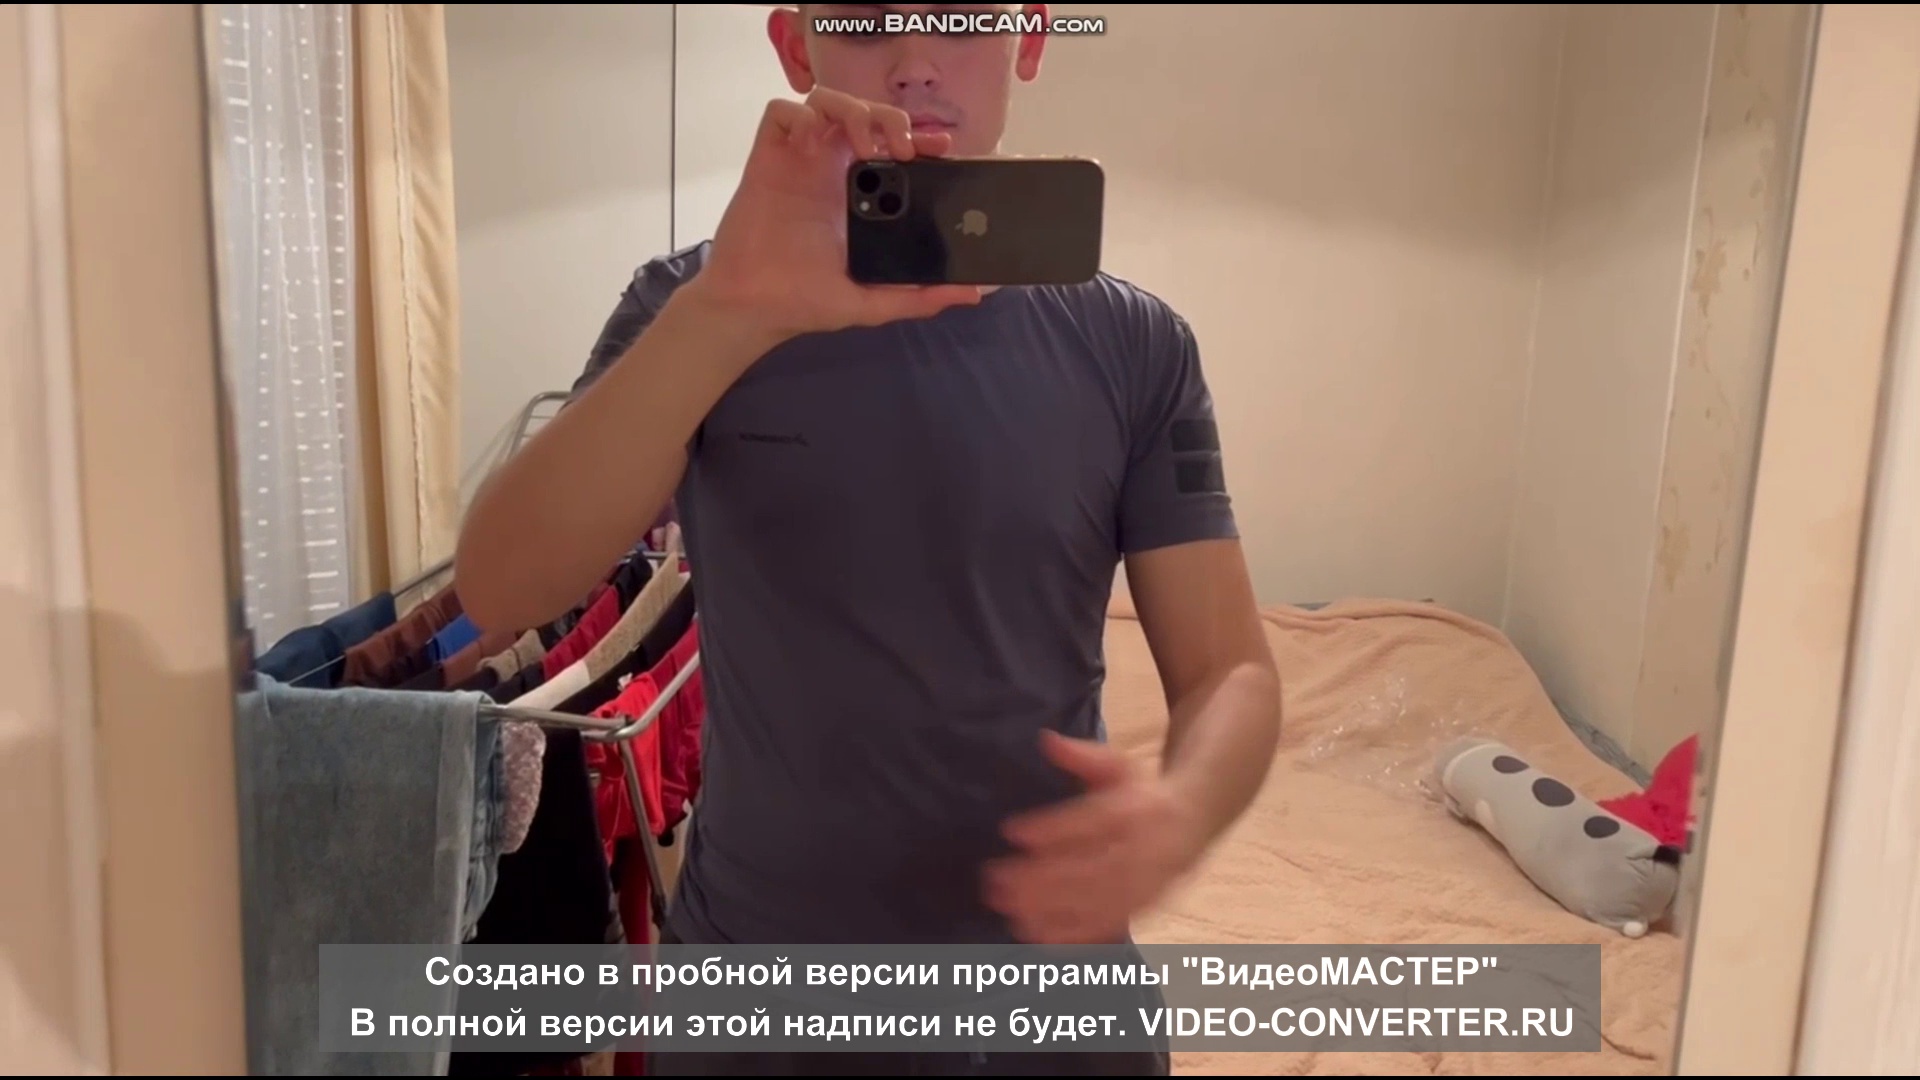 www.BANDICAM.com
Создано в пробной версии программы "ВидеоМАСТЕР"
В полной версии этой надписи не будет. VIDEO-CONVERTER.RU